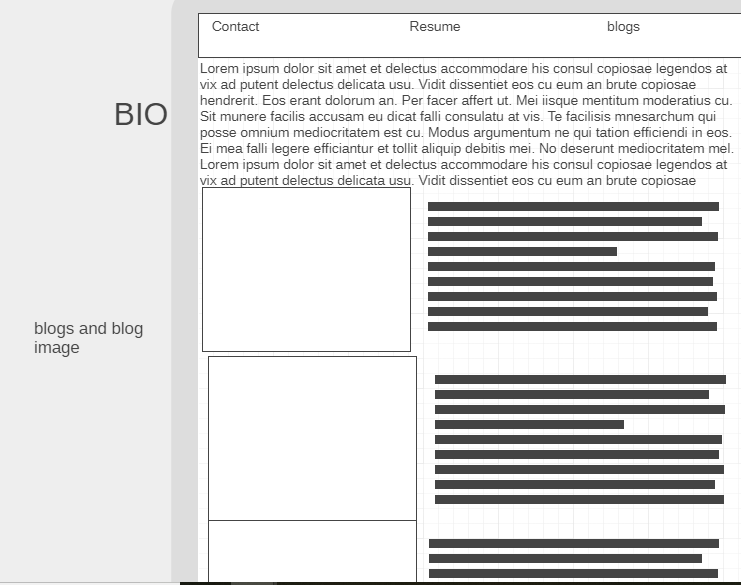 Contact Resume blogs
Lorem ipsum dolor sit amet et delectus accommodare his consul copiosae legendos at
vix ad putent delectus delicata usu. Vidit dissentiet eos cu eum an brute copiosae
hendrerit. Eos erant dolorum an. Per facer affert ut. Mei iisque mentitum moderatius cu.
Sit munere facilis accusam eu dicat falli consulatu at vis. Te facilisis mnesarchum qui
posse omnium mediocritatem est cu. Modus argumentum ne qui tation efficiendi in eos.
Ei mea falli legere efficiantur et tollit aliquip debitis mei. No deserunt mediocritatem mel.
Lorem ipsum dolor sit amet et delectus accommodare his consul copiosae legendos at
vix ad putent delectus delicata usu. Vidit dissentiet eos cu eum an brute copiosae
BIO
blogs and blog
image